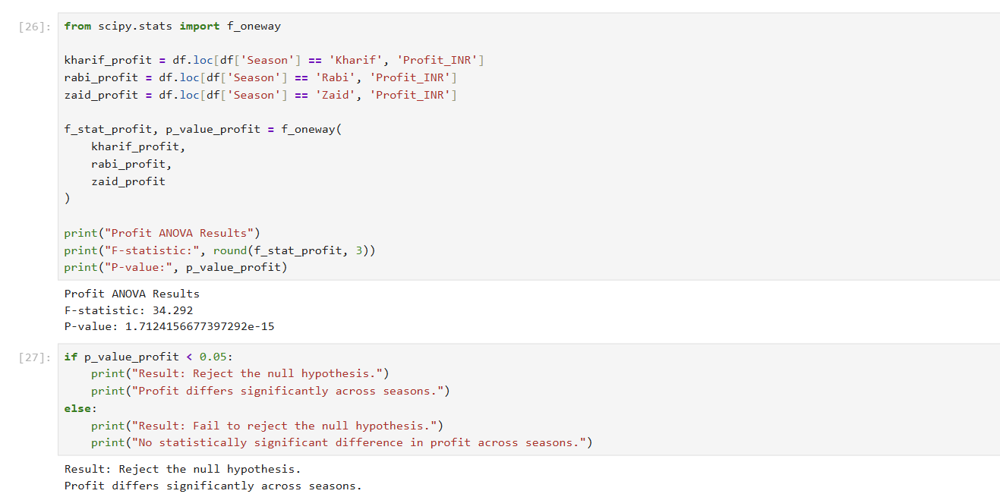 [26]: from scipy.stats import f_oneway
kharif_profit = df.loc[df['Season'] == 'Kharif', 'Profit_INR']
rabi_profit = df.loc[df['Season'] == 'Rabi', 'Profit_INR']
zaid_profit = df.loc[df['Season'] == 'Zaid', 'Profit_INR']
f_stat_profit, p_value_profit = f_oneway(
    kharif_profit,
    rabi_profit,
    zaid_profit
)
print("Profit ANOVA Results")
print("F-statistic:", round(f_stat_profit, 3))
print("P-value:", p_value_profit)
Profit ANOVA Results
F-statistic: 34.292
P-value: 1.7124156677397292e-15
[27]: if p_value_profit < 0.05:
    print("Result: Reject the null hypothesis.")
    print("Profit differs significantly across seasons.")
else:
    print("Result: Fail to reject the null hypothesis.")
    print("No statistically significant difference in profit across seasons.")
Result: Reject the null hypothesis.
Profit differs significantly across seasons.